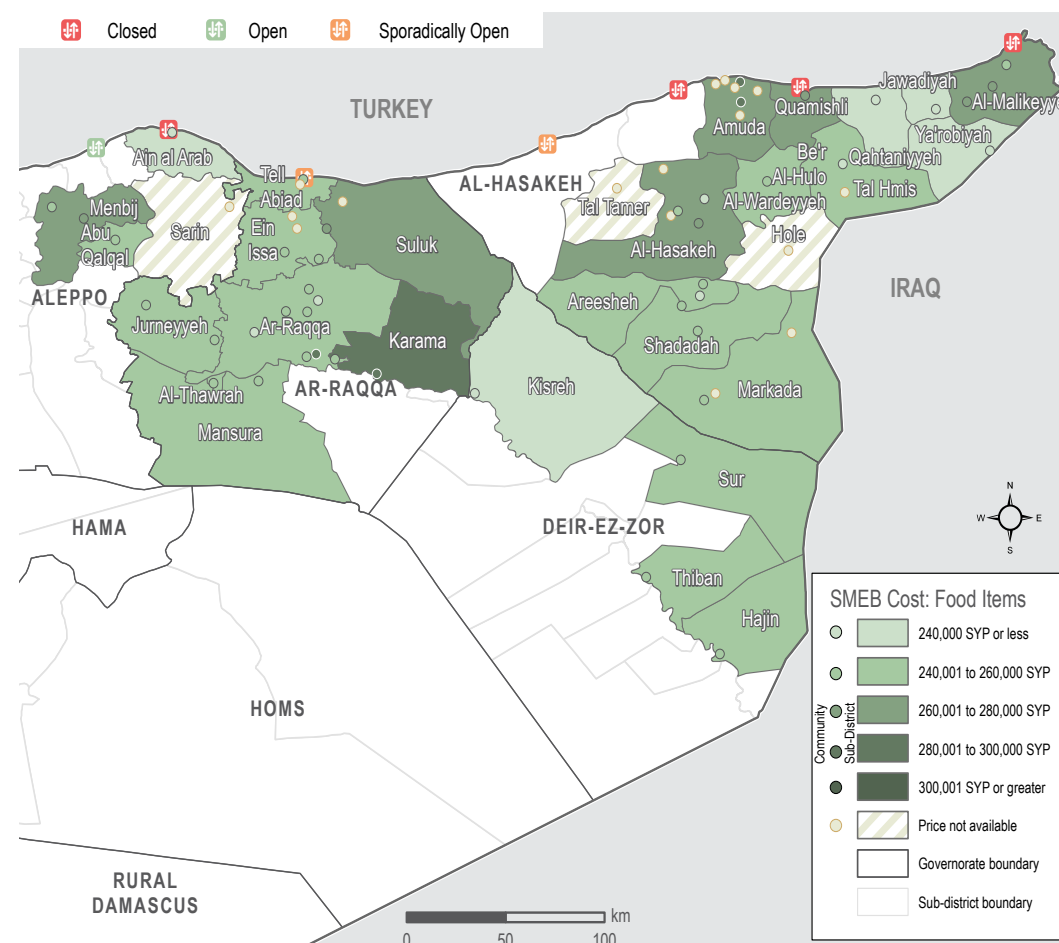 Closed
Open
Sporadically Open
TURKEY
Jawadiyah
Quamishli
Al-Malikeyye
Amuda
Ya'robiyah
Ain al Arab
Be'r
Al-Hulo
Al-Wardeyyeh
Qahtaniyyeh
Tell
Abiad
AL-HASAKEH
Tal Hmis
Menbij
Tal Tamer
Abu
Qalqal
Sarin
Ein
Issa
Suluk
Al-Hasakeh
Hole
IRAQ
ALEPPO
Areesheh
Jurneyyeh
Ar-Raqqa
Karama
Shadadah
AR-RAQQA
Kisreh
Markada
Al-Thawrah
Mansura
Sur
HAMA
DEIR-EZ-ZOR
N
W
E
S
Thiban
Hajin
HOMS
RURAL
DAMASCUS
SMEB Cost: Food Items
Community
Sub-District
240,000 SYP or less
240,001 to 260,000 SYP
260,001 to 280,000 SYP
280,001 to 300,000 SYP
300,001 SYP or greater
Price not available
Governorate boundary
Sub-district boundary
km
0 50 100